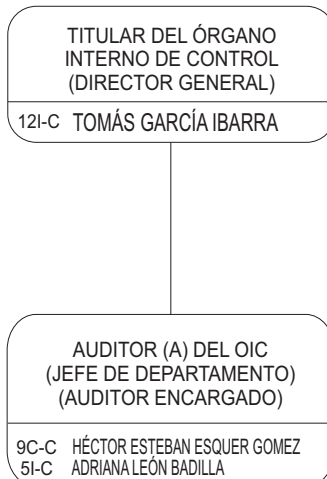 TITULAR DEL ÓRGANO
INTERNO DE CONTROL
(DIRECTOR GENERAL)
12I-C TOMÁS GARCÍA IBARRA
AUDITOR (A) DEL OIC
(JEFE DE DEPARTAMENTO)
(AUDITOR ENCARGADO)
9C-C HÉCTOR ESTEBAN ESQUER GOMEZ
5I-C ADRIANA LEÓN BADILLA